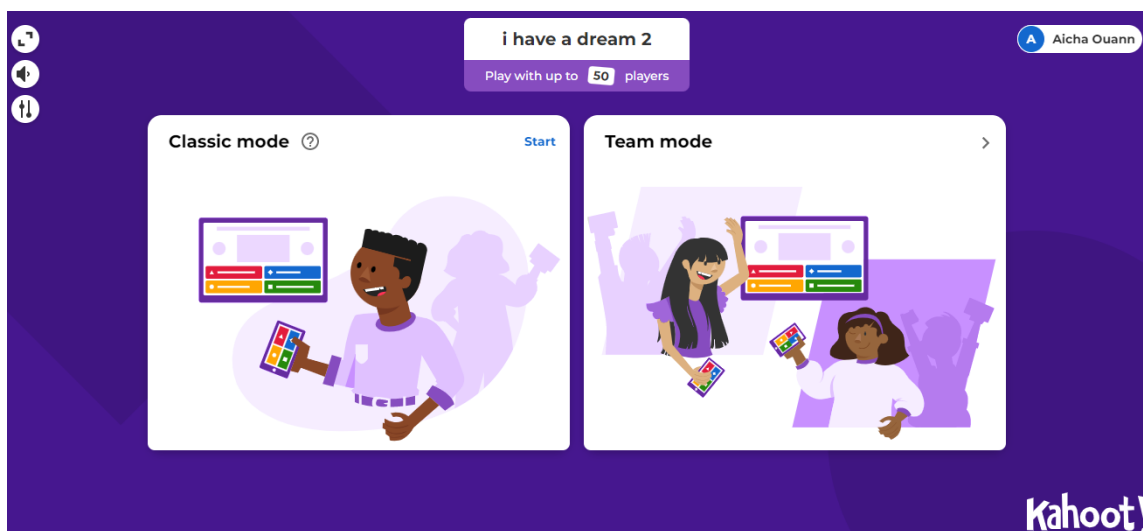 i have a dream 2
Play with up to 50 players
A Aicha Ouann
Classic mode ?
Start
Team mode
Kahoot!